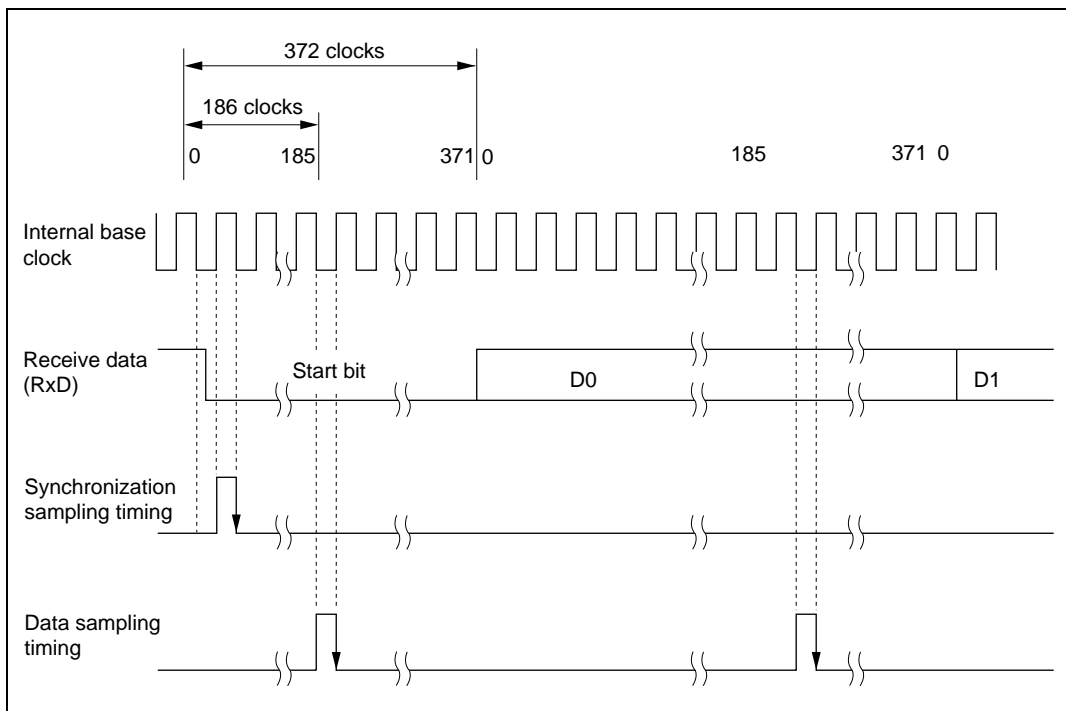 372 clocks
186 clocks
0 185 371 0 185 371 0
Internal base
clock
Receive data
(RxD)
Start bit
D0
D1
Synchronization
sampling timing
Data sampling
timing